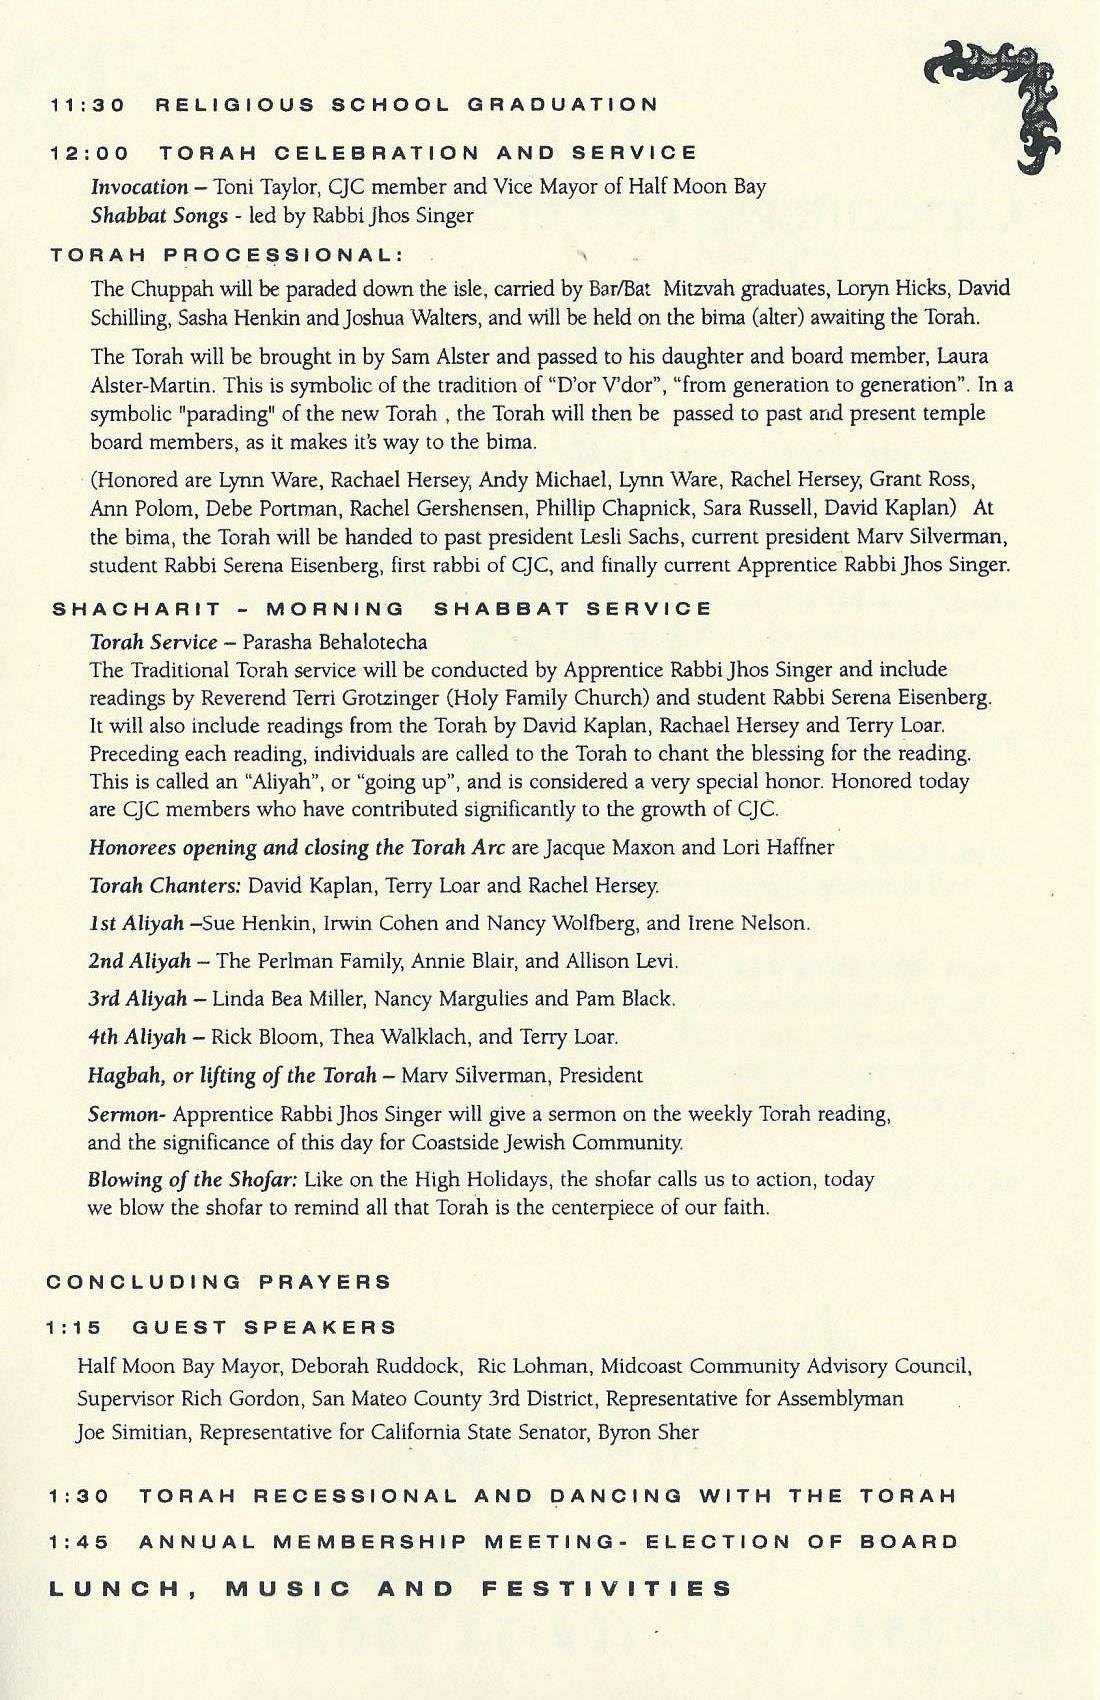 11:30 RELIGIOUS SCHOOL GRADUATION
12:00 TORAH CELEBRATION AND SERVICE
Invocation – Toni Taylor, CJC member and Vice Mayor of Half Moon Bay
Shabbat Songs - led by Rabbi Jhos Singer
TORAH PROCESSIONAL:
The Chuppah will be paraded down the isle, carried by Bar/Bat Mitzvah graduates, Loryn Hicks, David
Schilling, Sasha Henkin and Joshua Walters, and will be held on the bima (alter) awaiting the Torah.
The Torah will be brought in by Sam Alster and passed to his daughter and board member, Laura
Alster-Martin. This is symbolic of the tradition of “D’or V’dor”, “from generation to generation”. In a
symbolic "parading" of the new Torah , the Torah will then be passed to past and present temple
board members, as it makes it’s way to the bima.
(Honored are Lynn Ware, Rachael Hersey, Andy Michael, Lynn Ware, Rachel Hersey, Grant Ross,
Ann Polom, Debe Portman, Rachel Gershensen, Phillip Chapnick, Sara Russell, David Kaplan) At
the bima, the Torah will be handed to past president Lesli Sachs, current president Marv Silverman,
student Rabbi Serena Eisenberg, first rabbi of CJC, and finally current Apprentice Rabbi Jhos Singer.
SHACHARIT - MORNING SHABBAT SERVICE
Torah Service – Parasha Behalotecha
The Traditional Torah service will be conducted by Apprentice Rabbi Jhos Singer and include
readings by Reverend Terri Grotzinger (Holy Family Church) and student Rabbi Serena Eisenberg.
It will also include readings from the Torah by David Kaplan, Rachael Hersey and Terry Loar.
Preceding each reading, individuals are called to the Torah to chant the blessing for the reading.
This is called an “Aliyah”, or “going up”, and is considered a very special honor. Honored today
are CJC members who have contributed significantly to the growth of CJC.
Honorees opening and closing the Torah Arc are Jacque Maxon and Lori Haffner
Torah Chanters: David Kaplan, Terry Loar and Rachel Hersey.
1st Aliyah –Sue Henkin, Irwin Cohen and Nancy Wolfberg, and Irene Nelson.
2nd Aliyah – The Perlman Family, Annie Blair, and Allison Levi.
3rd Aliyah – Linda Bea Miller, Nancy Margulies and Pam Black.
4th Aliyah – Rick Bloom, Thea Walklach, and Terry Loar.
Hagbah, or lifting of the Torah – Marv Silverman, President
Sermon- Apprentice Rabbi Jhos Singer will give a sermon on the weekly Torah reading,
and the significance of this day for Coastside Jewish Community.
Blowing of the Shofar: Like on the High Holidays, the shofar calls us to action, today
we blow the shofar to remind all that Torah is the centerpiece of our faith.
CONCLUDING PRAYERS
1:15 GUEST SPEAKERS
Half Moon Bay Mayor, Deborah Ruddock, Ric Lohman, Midcoast Community Advisory Council,
Supervisor Rich Gordon, San Mateo County 3rd District, Representative for Assemblyman
Joe Simitian, Representative for California State Senator, Byron Sher
1:30 TORAH RECESSIONAL AND DANCING WITH THE TORAH
1:45 ANNUAL MEMBERSHIP MEETING- ELECTION OF BOARD
LUNCH, MUSIC AND FESTIVITIES